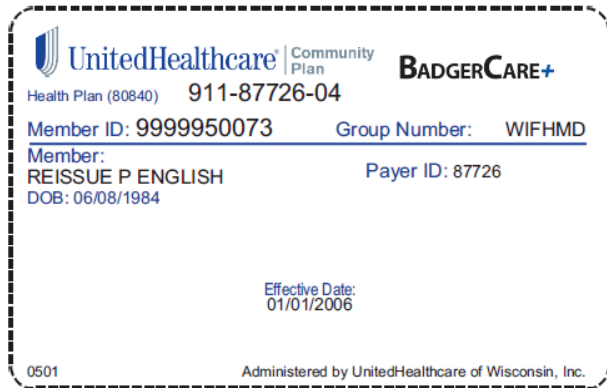 UnitedHealthcare® Community Plan BADGERCARE+
Health Plan (80840) 911-87726-04
Member ID: 9999950073 Group Number: WIFHMD
Member:
REISSUE P ENGLISH Payer ID: 87726
DOB: 06/08/1984
Effective Date:
01/01/2006
0501 Administered by UnitedHealthcare of Wisconsin, Inc.